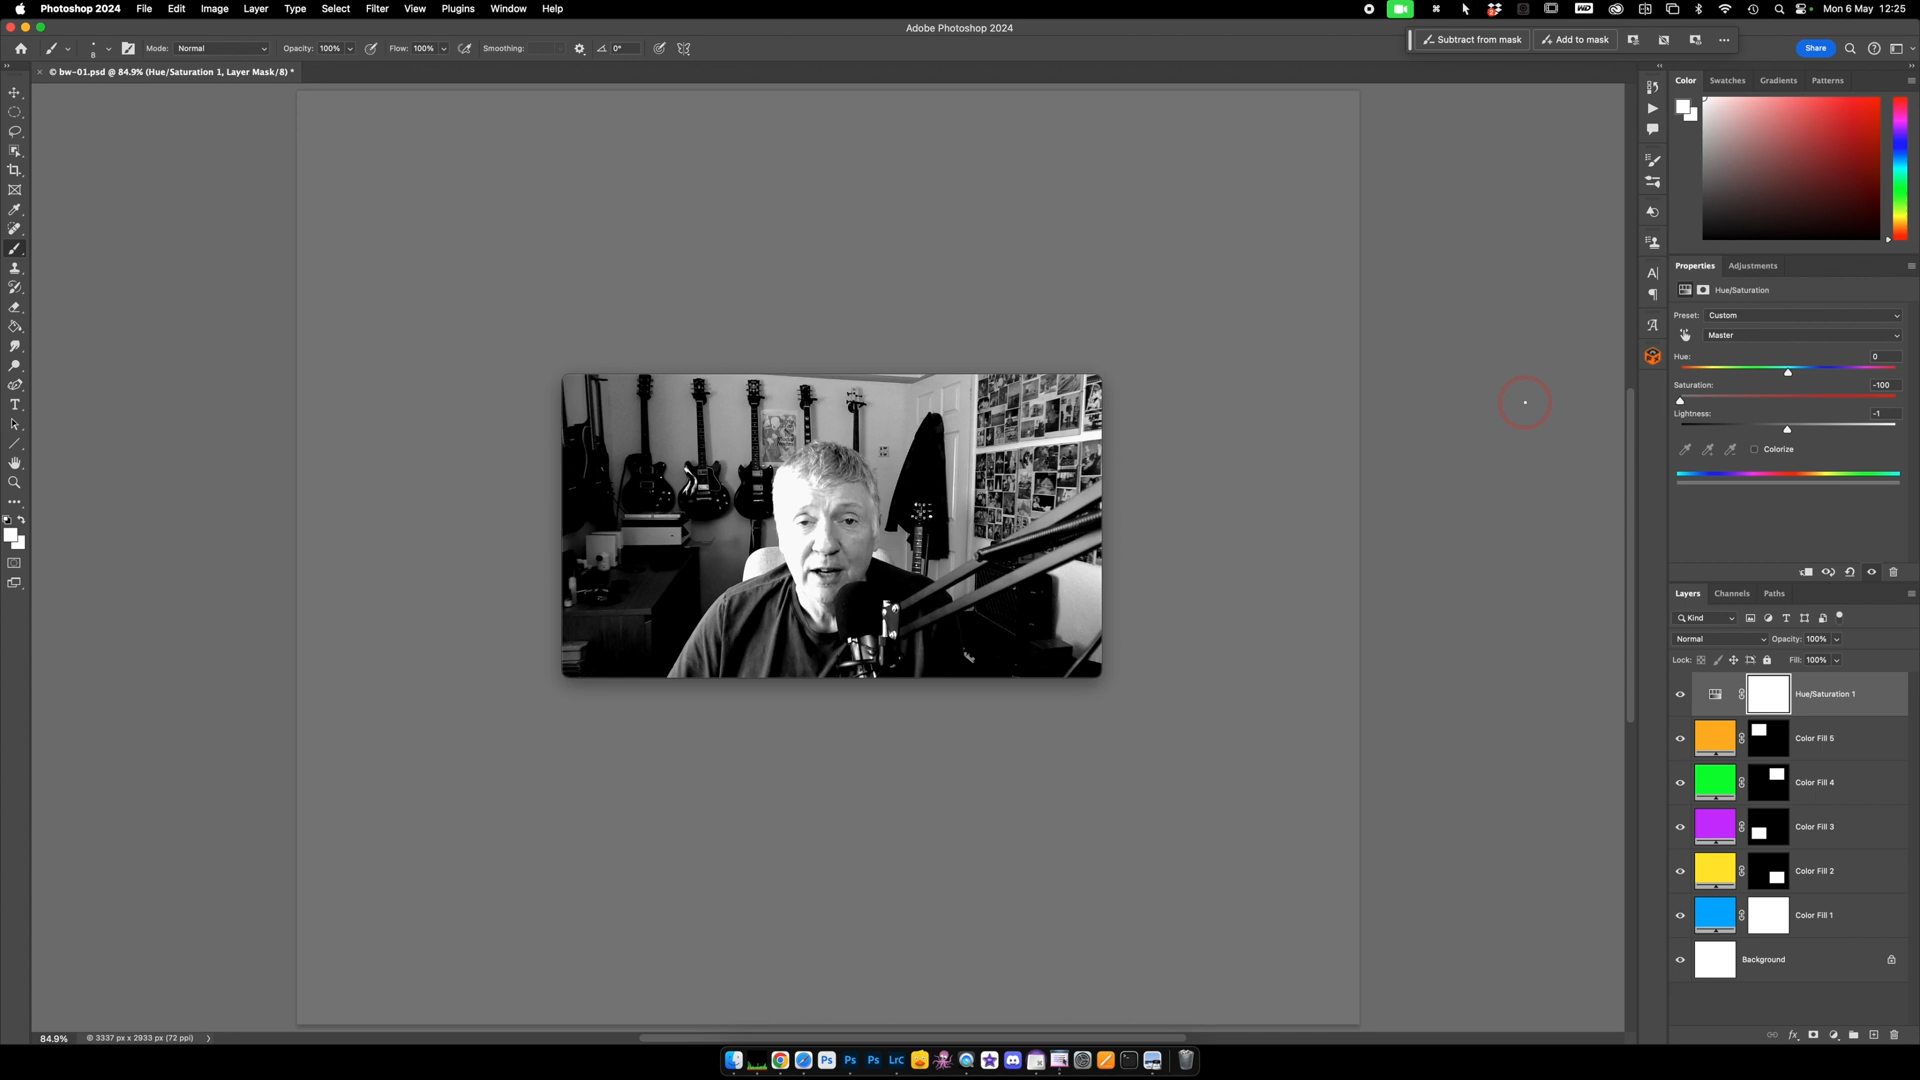 Photoshop 2024 File Edit Image Layer Type Select Filter View Plugins Window Help Mon 6 May 12:25
Adobe Photoshop 2024
8 Mode: Normal Opacity: 100% Flow: 100% Smoothing: 0° Subtract from mask Add to mask Share
© bw-01.psd @ 84.9% (Hue/Saturation 1, Layer Mask/8) *
Color Swatches Gradients Patterns
Properties Adjustments
Hue/Saturation
Preset: Custom
Master
Hue: 0
Saturation: -100
Lightness: -1
Colorize
Layers Channels Paths
Kind
Normal Opacity: 100%
Lock: Fill: 100%
Hue/Saturation 1
Color Fill 5
Color Fill 4
Color Fill 3
Color Fill 2
Color Fill 1
Background
84.9% 3337 px x 2933 px (72 ppi)
Ps Ps Ps LrC